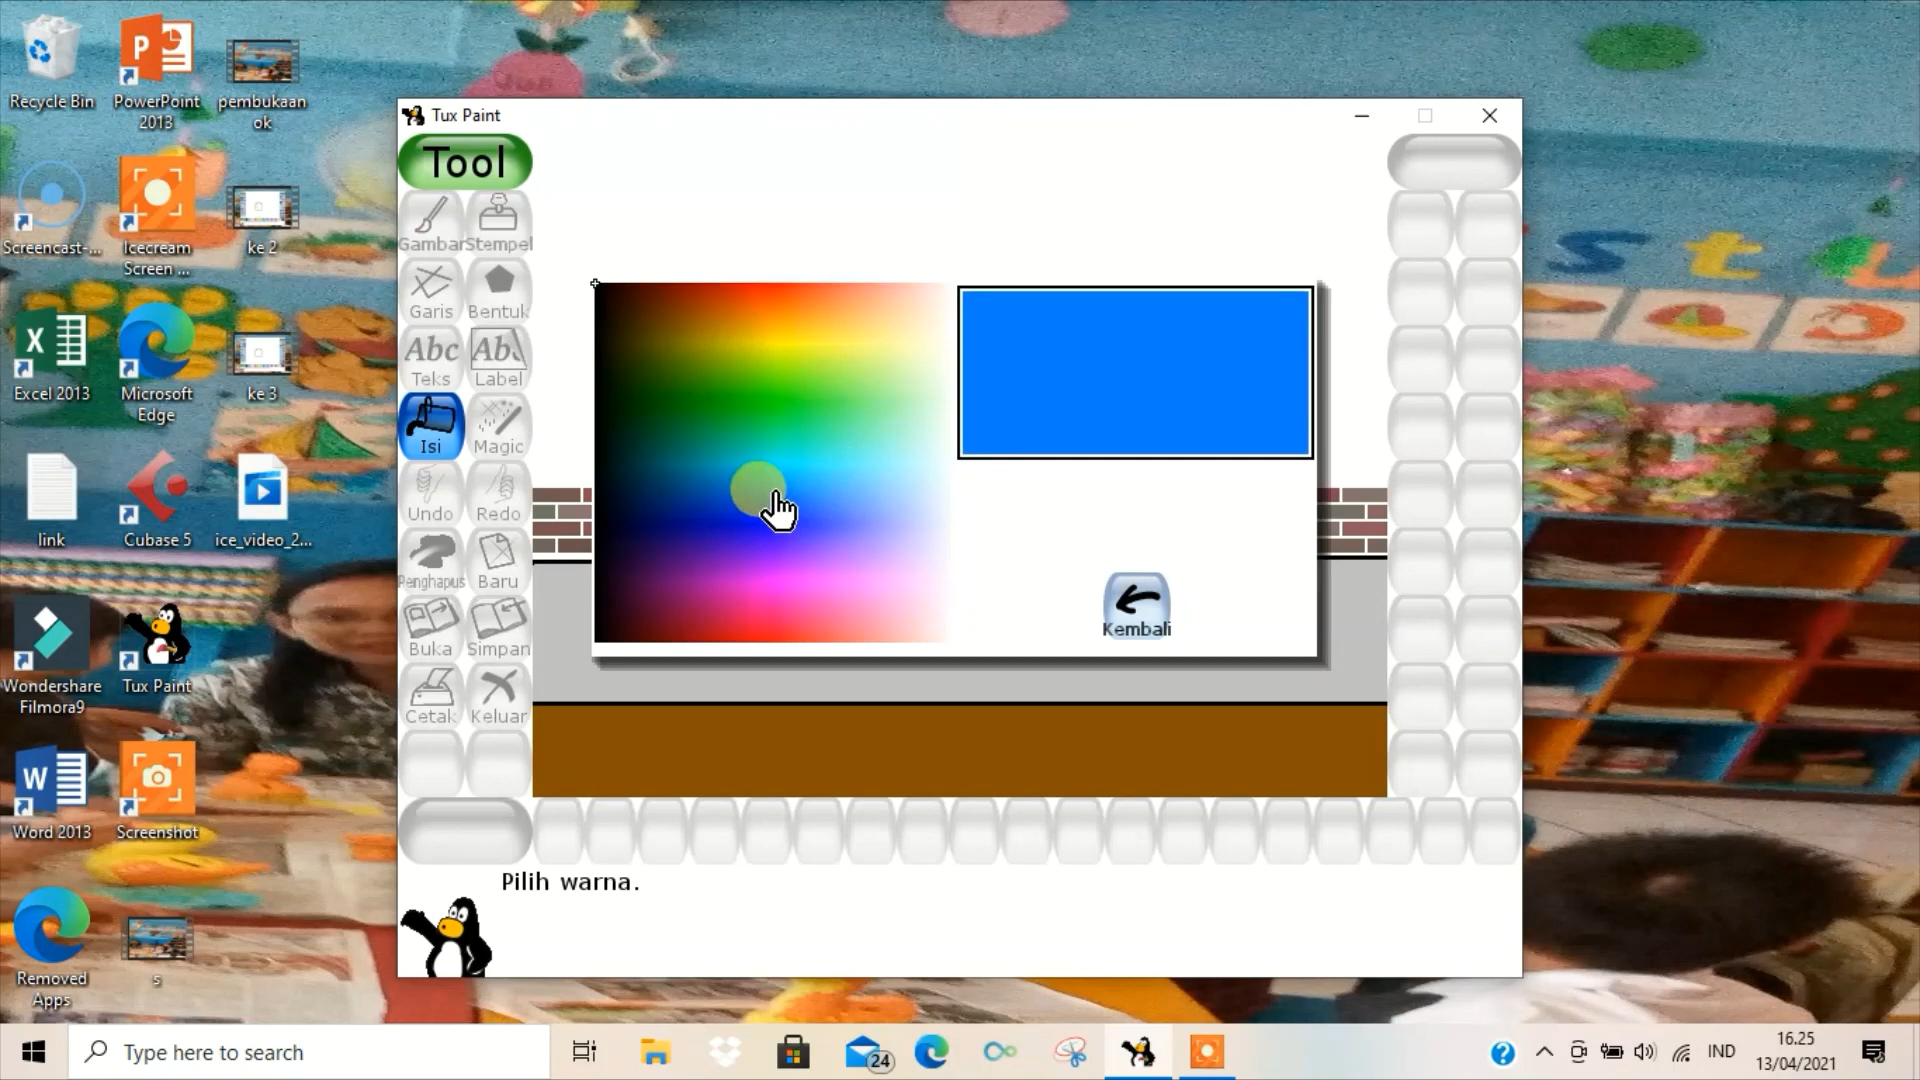 Recycle Bin
PowerPoint
2013
pembukaan
ok
Screencast-...
Icecream
Screen ...
ke 2
Excel 2013
Microsoft
Edge
ke 3
link
Cubase 5
ice_video_2...
Wondershare
Filmora9
Tux Paint
Word 2013
Screenshot
Removed
Apps
s
Tux Paint
Tool
Gambar
Stempel
Garis
Bentuk
Abc
Teks
Abc
Label
Isi
Magic
Undo
Redo
Penghapus
Baru
Buka
Simpan
Cetak
Keluar
Kembali
Pilih warna.
s t u
Type here to search
24
IND
16.25
13/04/2021